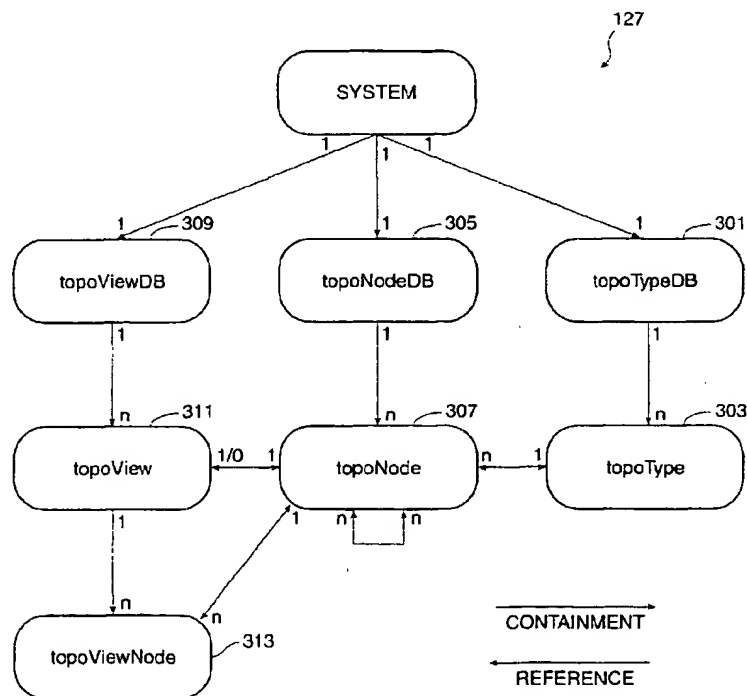 127
SYSTEM
1 1 1
1 309 1 305 1 301
topoViewDB topoNodeDB topoTypeDB
1 1 1
n 311 n 307 n 303
topoView 1/0 1 topoNode n 1 topoType
1 1 n n
n n
topoViewNode 313
CONTAINMENT
REFERENCE